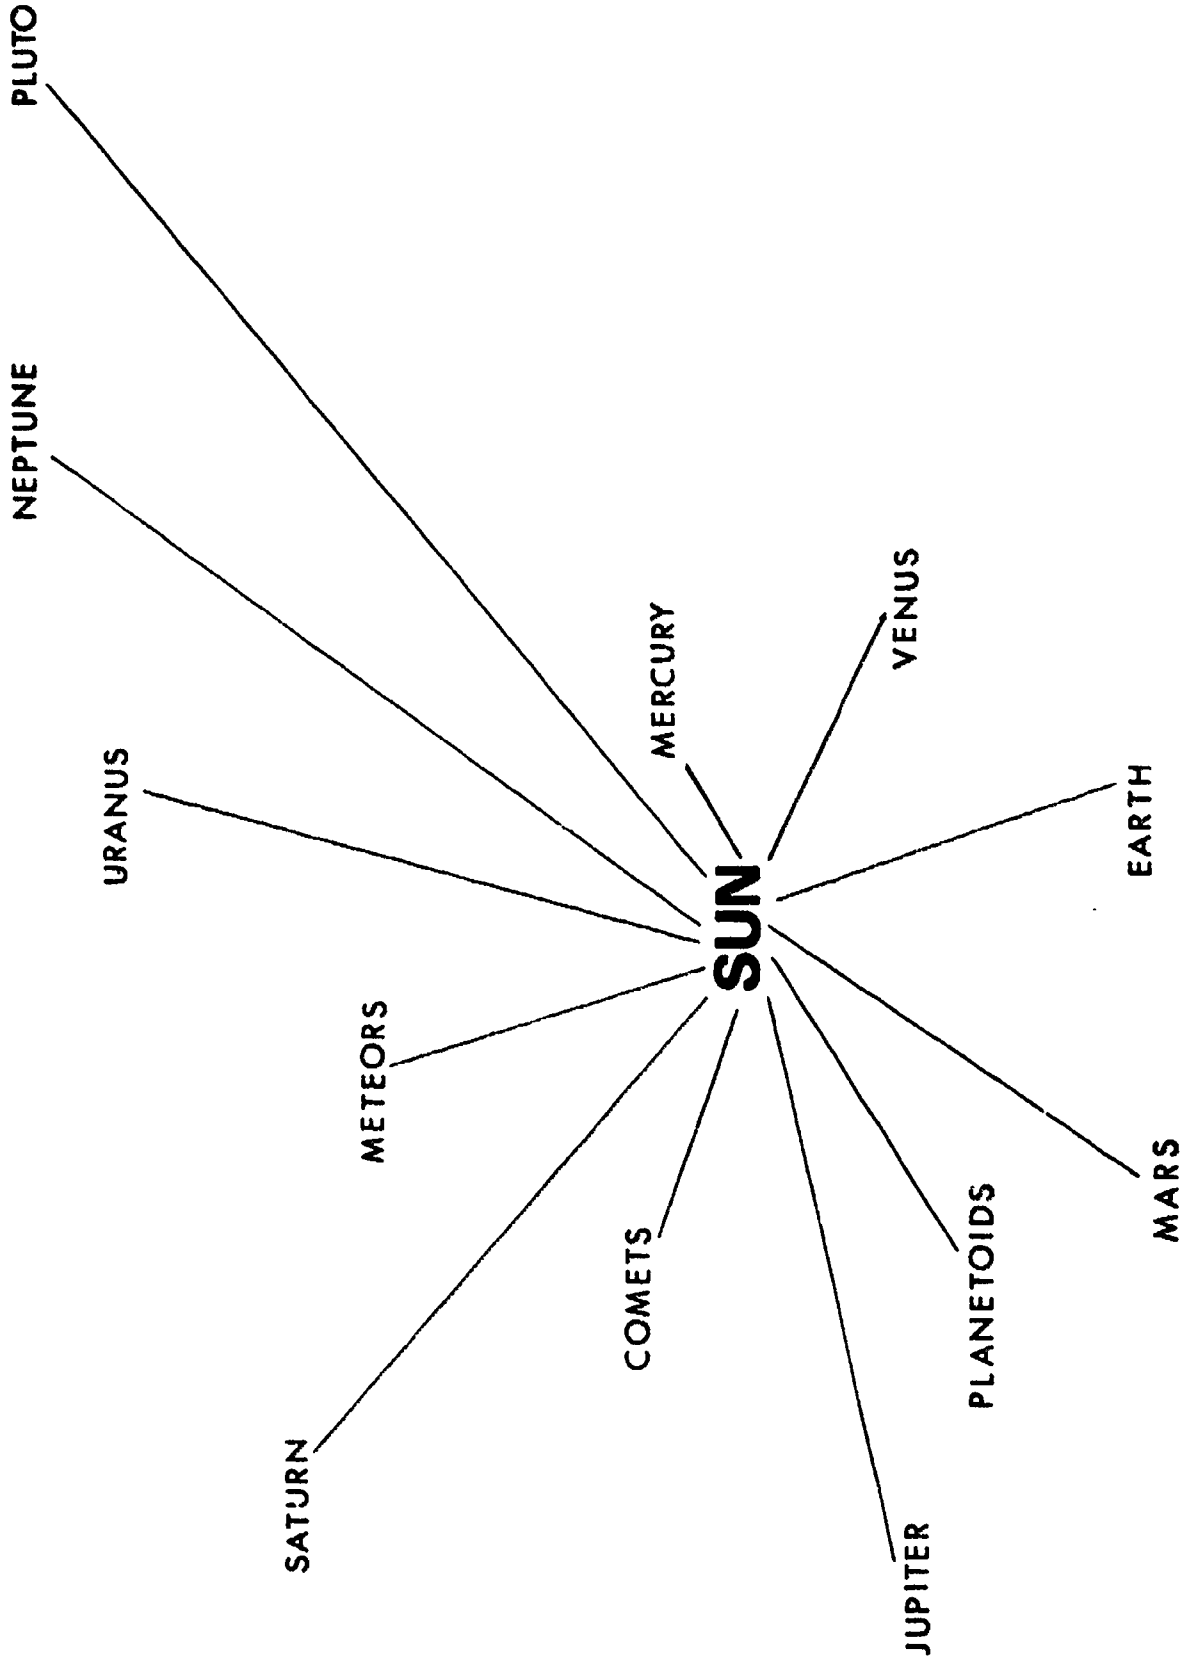 PLUTO
NEPTUNE
URANUS
MERCURY
VENUS
METEORS
SUN
EARTH
SATURN
COMETS
PLANETOIDS
MARS
JUPITER